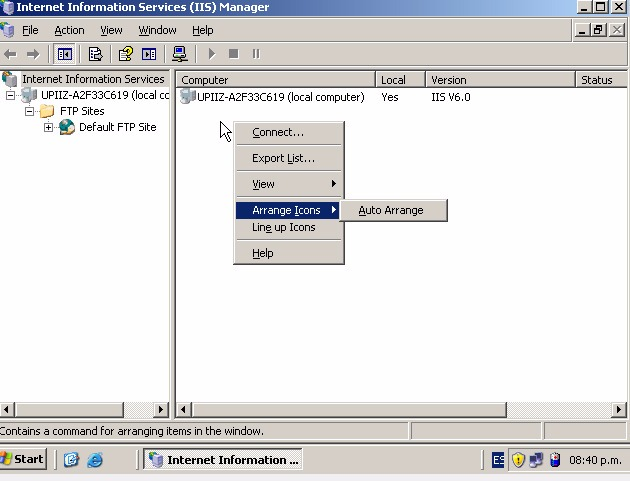 Internet Information Services (IIS) Manager
File Action View Window Help
Internet Information Services
UPIIZ-A2F33C619 (local cc
FTP Sites
Default FTP Site
Computer Local Version Status
UPIIZ-A2F33C619 (local computer) Yes IIS V6.0
Connect...
Export List...
View
Arrange Icons
Auto Arrange
Line up Icons
Help
Contains a command for arranging items in the window.
Start
Internet Information ...
ES
08:40 p.m.